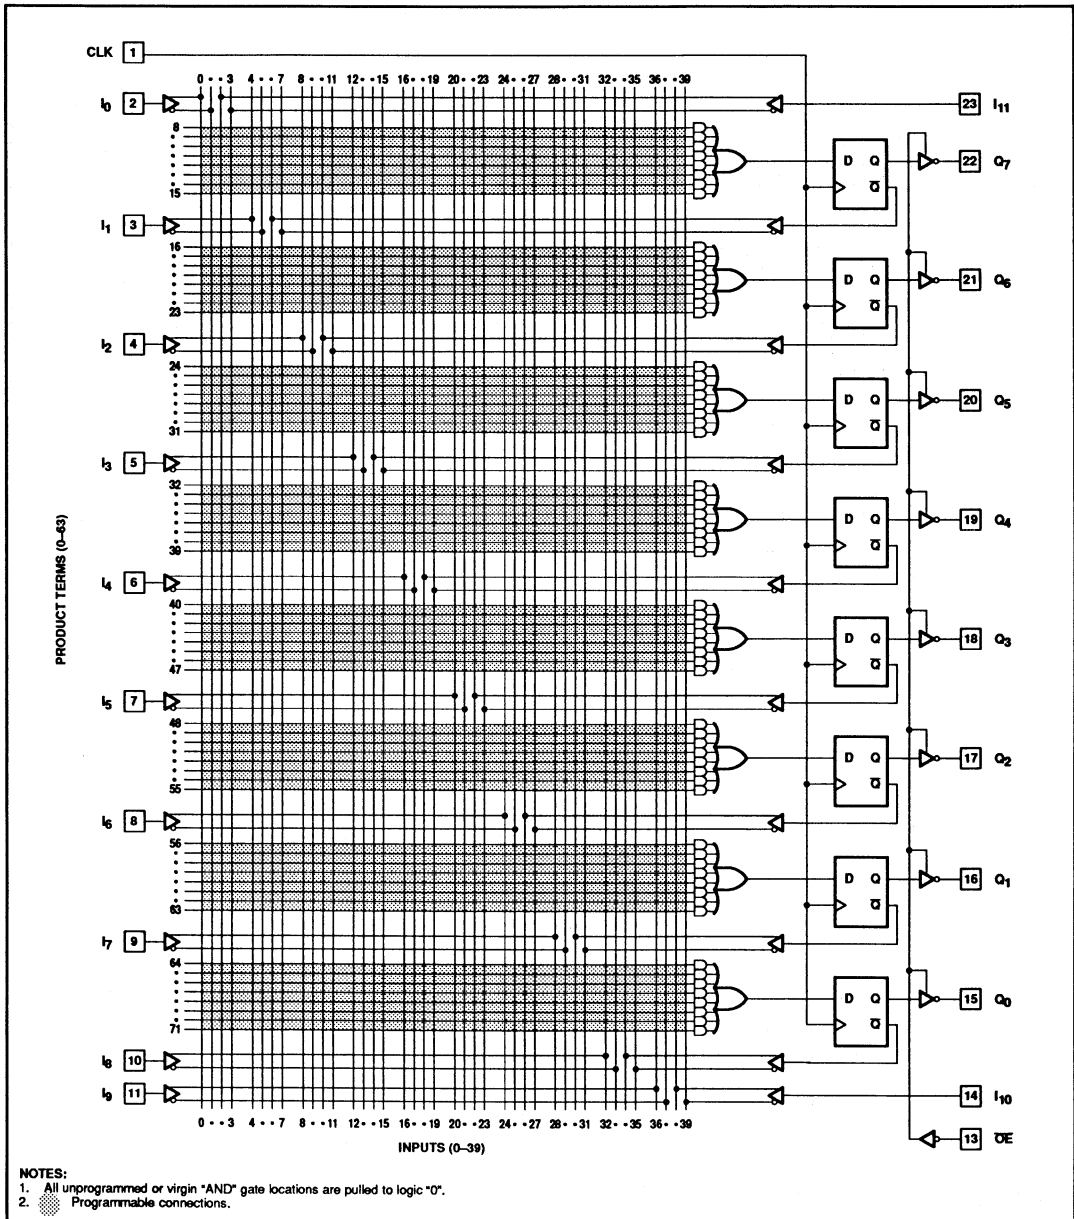 CLK 1
0 • • 3 4 • • 7 8 • • 11 12 • • 15 16 • • 19 20 • • 23 24 • • 27 28 • • 31 32 • • 35 36 • • 39
I0 2 23 I11
8
D Q 22 Q7
Q̅
15
I1 3
16
D Q 21 Q6
Q̅
23
I2 4
24
D Q 20 Q5
Q̅
31
I3 5
32
D Q 19 Q4
Q̅
39
I4 6
PRODUCT TERMS (0–63)
40
D Q 18 Q3
Q̅
47
I5 7
48
D Q 17 Q2
Q̅
55
I6 8
56
D Q 16 Q1
Q̅
63
I7 9
64
D Q 15 Q0
Q̅
71
I8 10
I9 11 14 I10
0 • • 3 4 • • 7 8 • • 11 12 • • 15 16 • • 19 20 • • 23 24 • • 27 28 • • 31 32 • • 35 36 • • 39
13 O̅E̅
INPUTS (0–39)
NOTES:
1. All unprogrammed or virgin "AND" gate locations are pulled to logic "0".
2. Programmable connections.